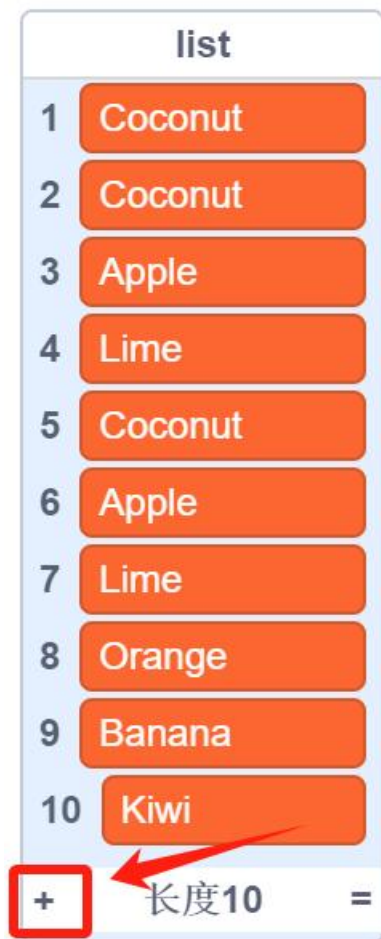 list
1 Coconut
2 Coconut
3 Apple
4 Lime
5 Coconut
6 Apple
7 Lime
8 Orange
9 Banana
10 Kiwi
+ 长度10 =